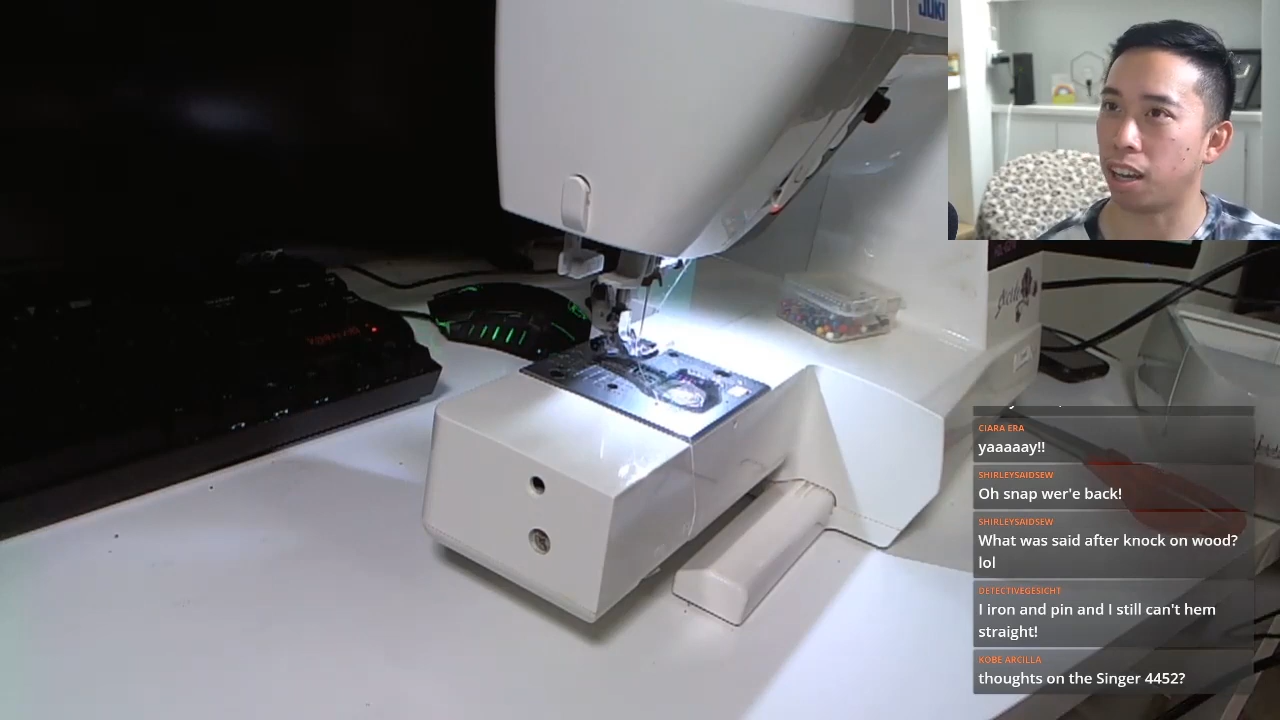 JUKI
CIARA ERA
yaaaaay!!
SHIRLEYSAIDSEW
Oh snap wer'e back!
SHIRLEYSAIDSEW
What was said after knock on wood?
lol
DETECTIVEGESICHT
I iron and pin and I still can't hem
straight!
KOBE ARCILLA
thoughts on the Singer 4452?